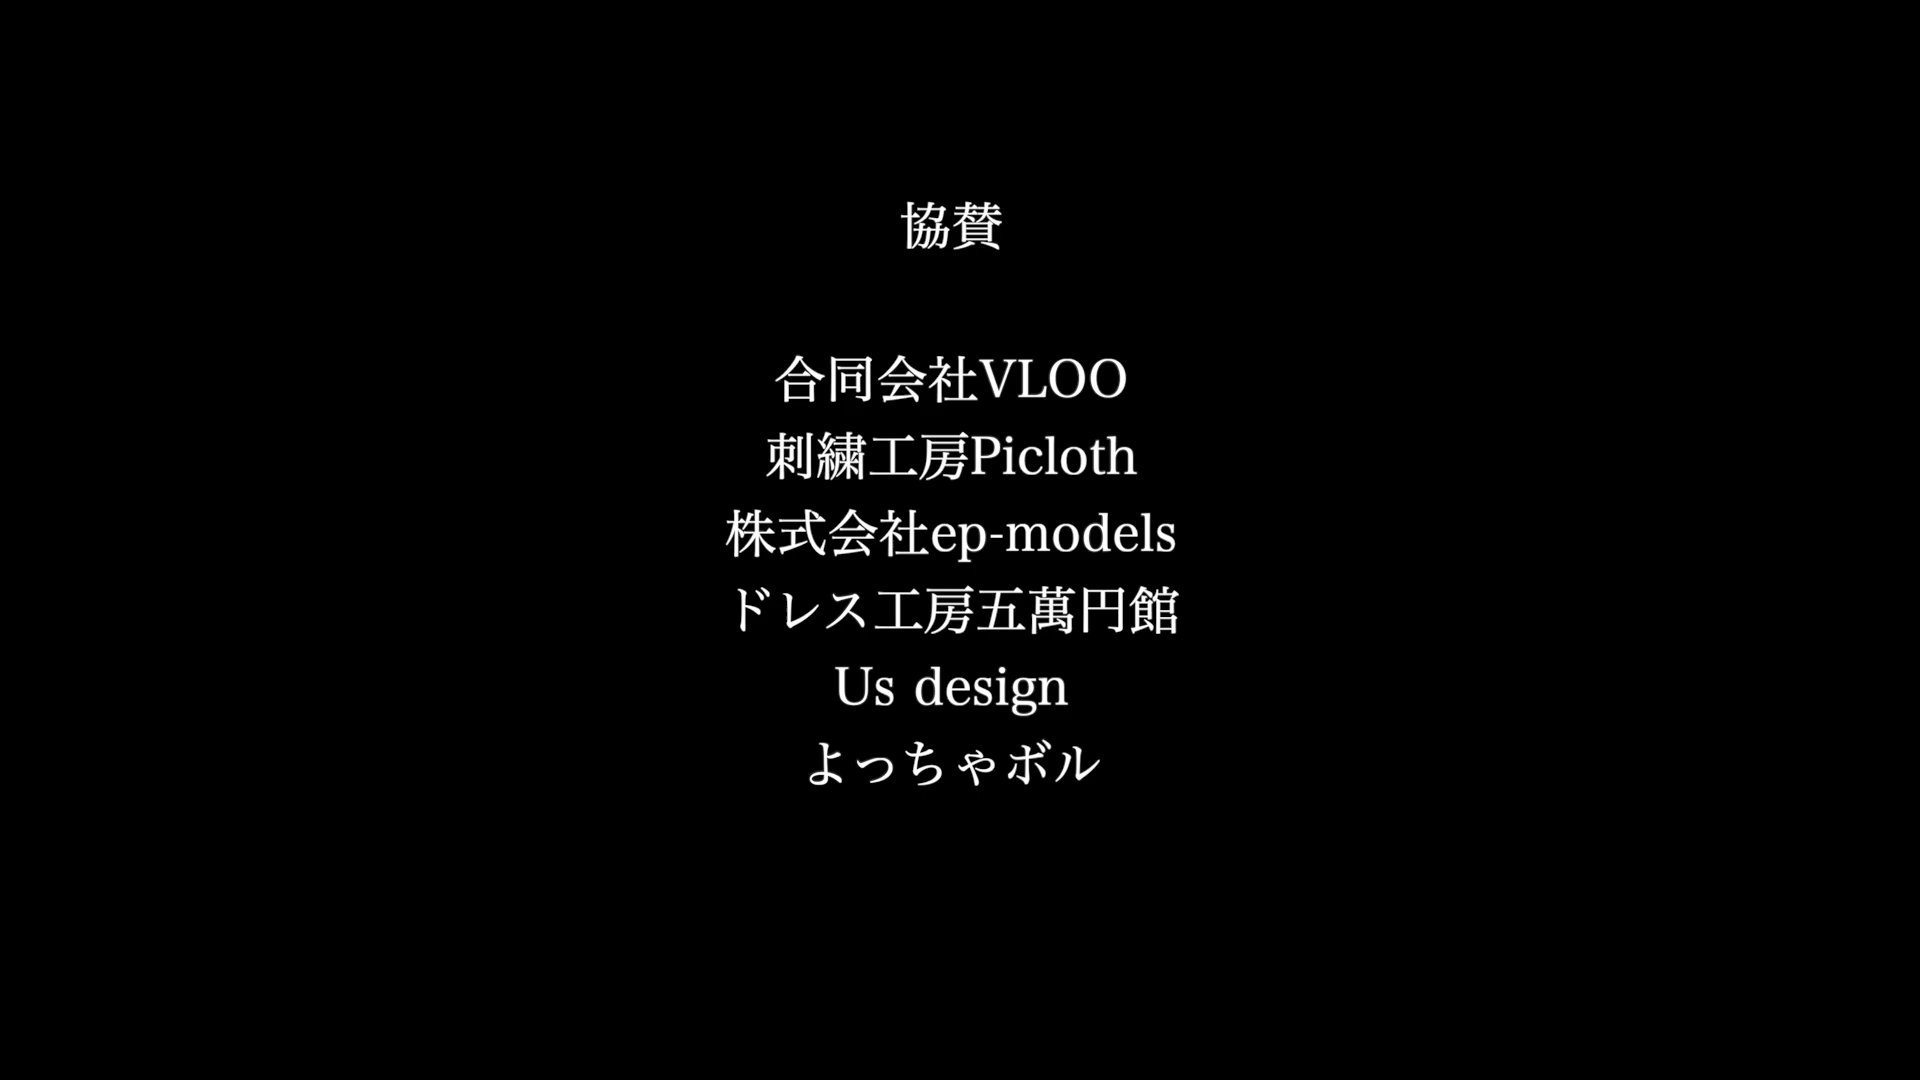 協賛
合同会社VLOO
刺繍工房Picloth
株式会社ep-models
ドレス工房五萬円館
Us design
よっちゃボル